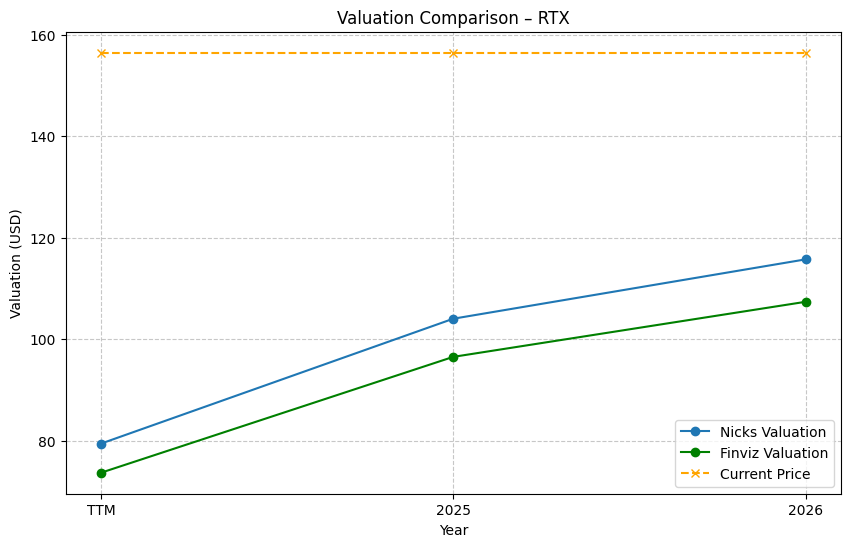 Valuation Comparison – RTX
160
140
120
100
80
Valuation (USD)
TTM
2025
2026
Year
Nicks Valuation
Finviz Valuation
Current Price